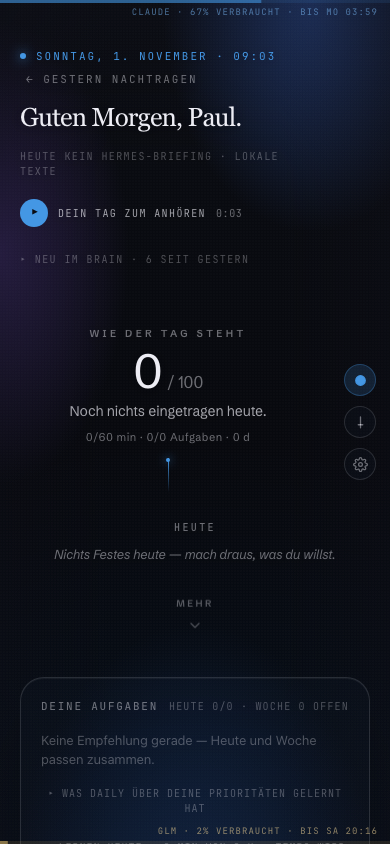 CLAUDE · 67% VERBRAUCHT · BIS MO 03:59
SONNTAG, 1. NOVEMBER · 09:03
← GESTERN NACHTRAGEN
Guten Morgen, Paul.
HEUTE KEIN HERMES-BRIEFING · LOKALE
TEXTE
DEIN TAG ZUM ANHÖREN 0:03
NEU IM BRAIN · 6 SEIT GESTERN
WIE DER TAG STEHT
0 / 100
Noch nichts eingetragen heute.
0/60 min · 0/0 Aufgaben · 0 d
HEUTE
Nichts Festes heute — mach draus, was du willst.
MEHR
DEINE AUFGABEN HEUTE 0/0 · WOCHE 0 OFFEN
Keine Empfehlung gerade — Heute und Woche
passen zusammen.
WAS DAILY ÜBER DEINE PRIORITÄTEN GELERNT
HAT
GLM · 2% VERBRAUCHT · BIS SA 20:16